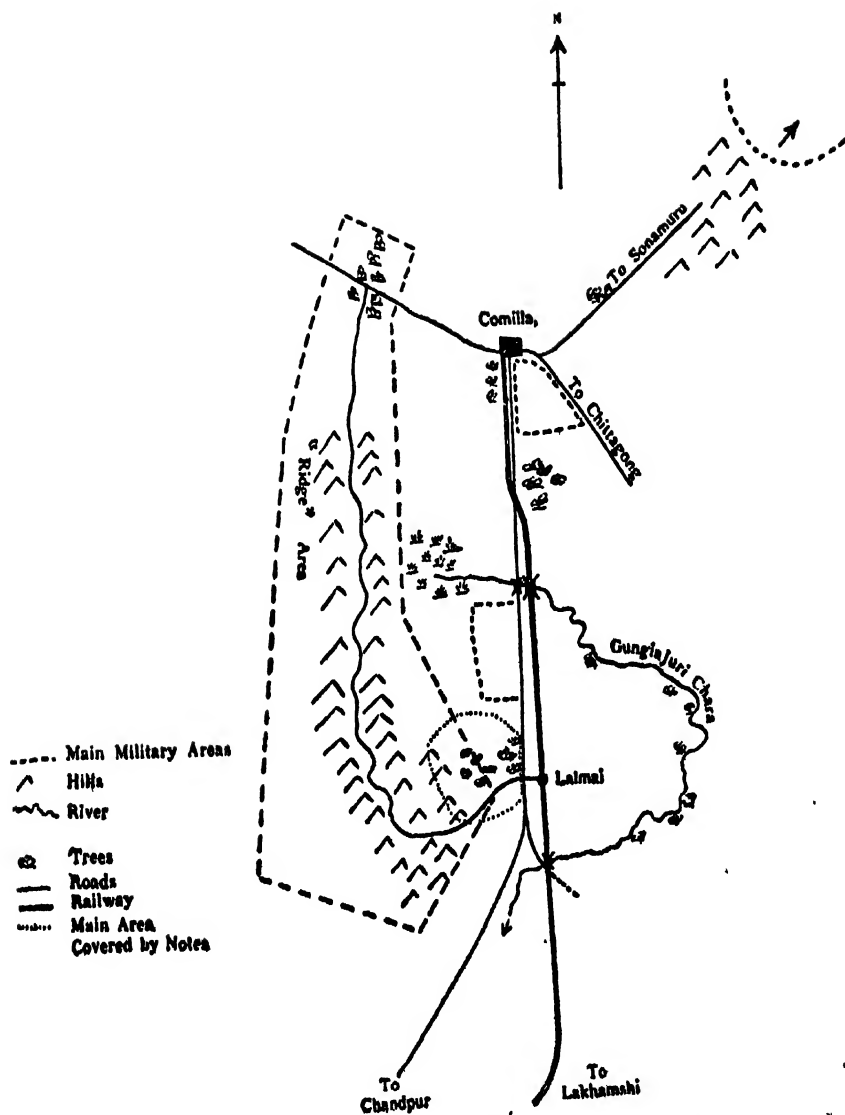 N
To Sonamura
Comilla,
To Chittagong
"Ridge" Area
Gunginjuri Chara
Lalmai
Main Military Areas
Hills
River
Trees
Roads
Railway
Main Area
Covered by Notes
To
Chandpur
To
Lakhamshi